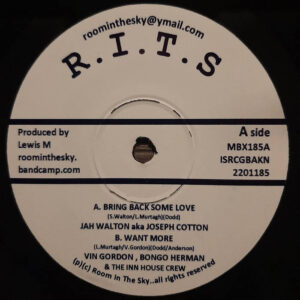 roominthesky@ymail.com
R.I.T.S
Produced by
Lewis M
roominthesky.
bandcamp.com
A side
MBX185A
ISRCGBAKN
2201185
A. BRING BACK SOME LOVE
(S.Walton/L.Murtagh)(Dodd)
JAH WALTON aka JOSEPH COTTON
B. WANT MORE
(L.Murtagh/V.Gordon)(Dodd/Anderson)
VIN GORDON , BONGO HERMAN
& THE INN HOUSE CREW
(p)(c) Room In The Sky..all rights reserved